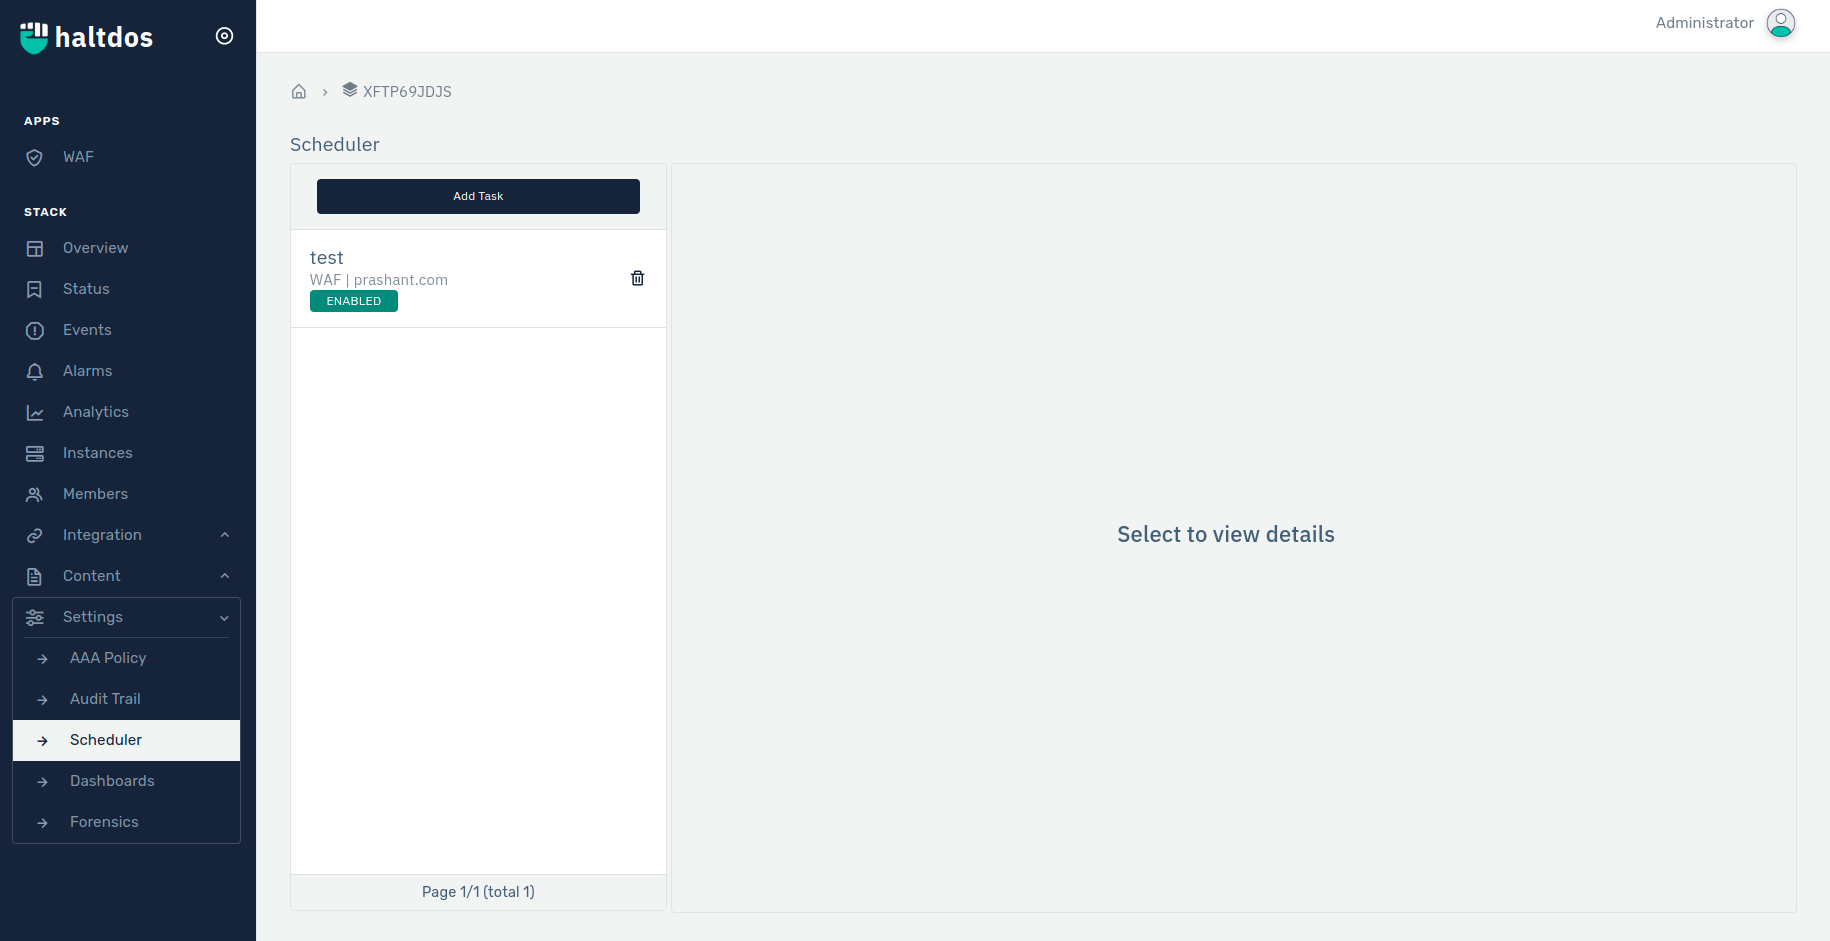 haltdos
Administrator
XFTP69JDJS
APPS
WAF
STACK
Overview
Status
Events
Alarms
Analytics
Instances
Members
Integration
Content
Settings
AAA Policy
Audit Trail
Scheduler
Dashboards
Forensics
Scheduler
Add Task
test
WAF | prashant.com
ENABLED
Page 1/1 (total 1)
Select to view details